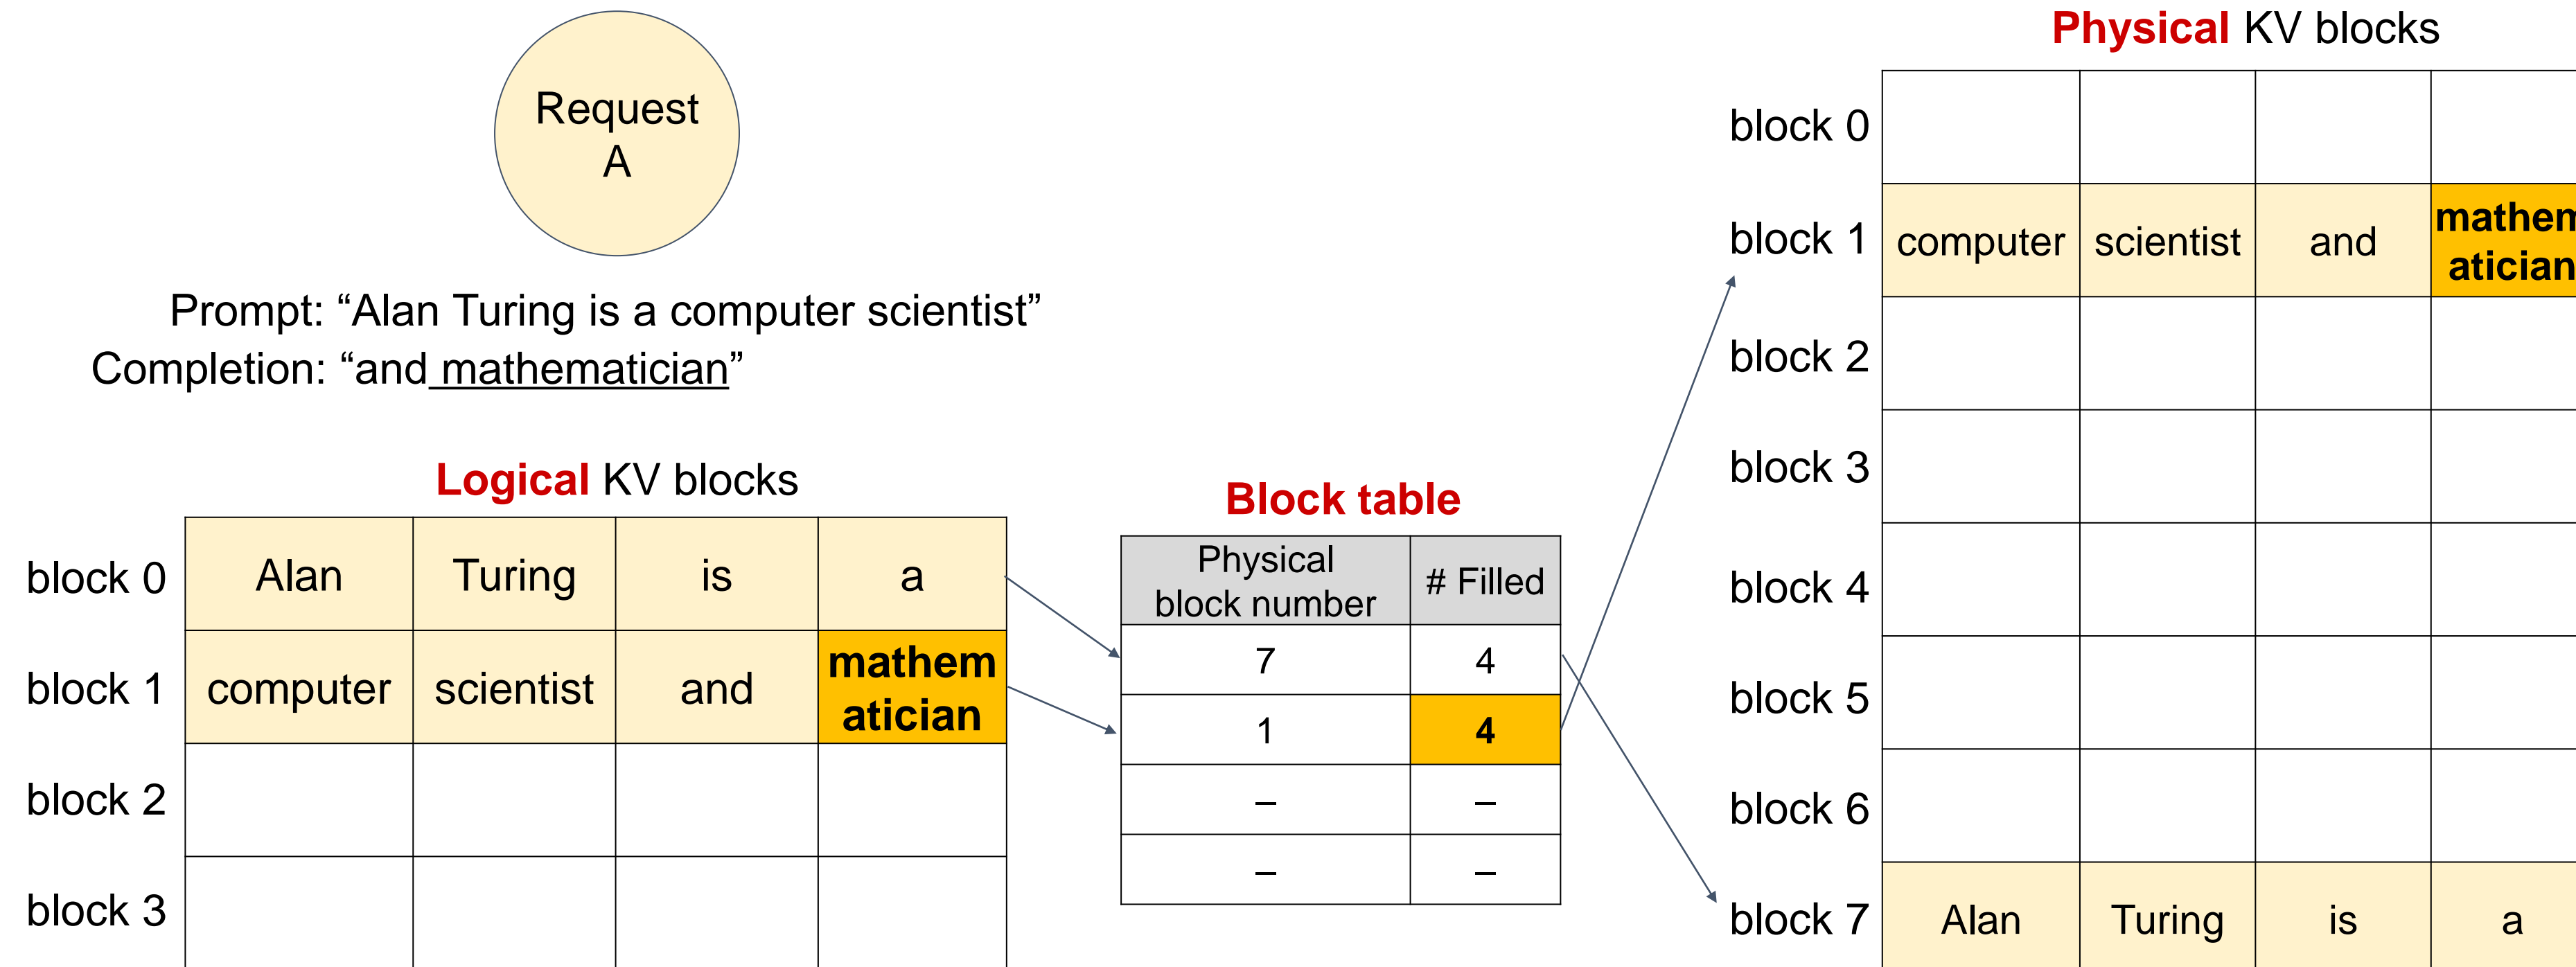 Request
A
Prompt: “Alan Turing is a computer scientist”
Completion: “and mathematician”
Logical KV blocks
block 0 Alan Turing is a
block 1 computer scientist and mathem
atician
block 2
block 3
Block table
Physical
block number # Filled
7 4
1 4
– –
– –
Physical KV blocks
block 0
block 1 computer scientist and mathem
atician
block 2
block 3
block 4
block 5
block 6
block 7 Alan Turing is a